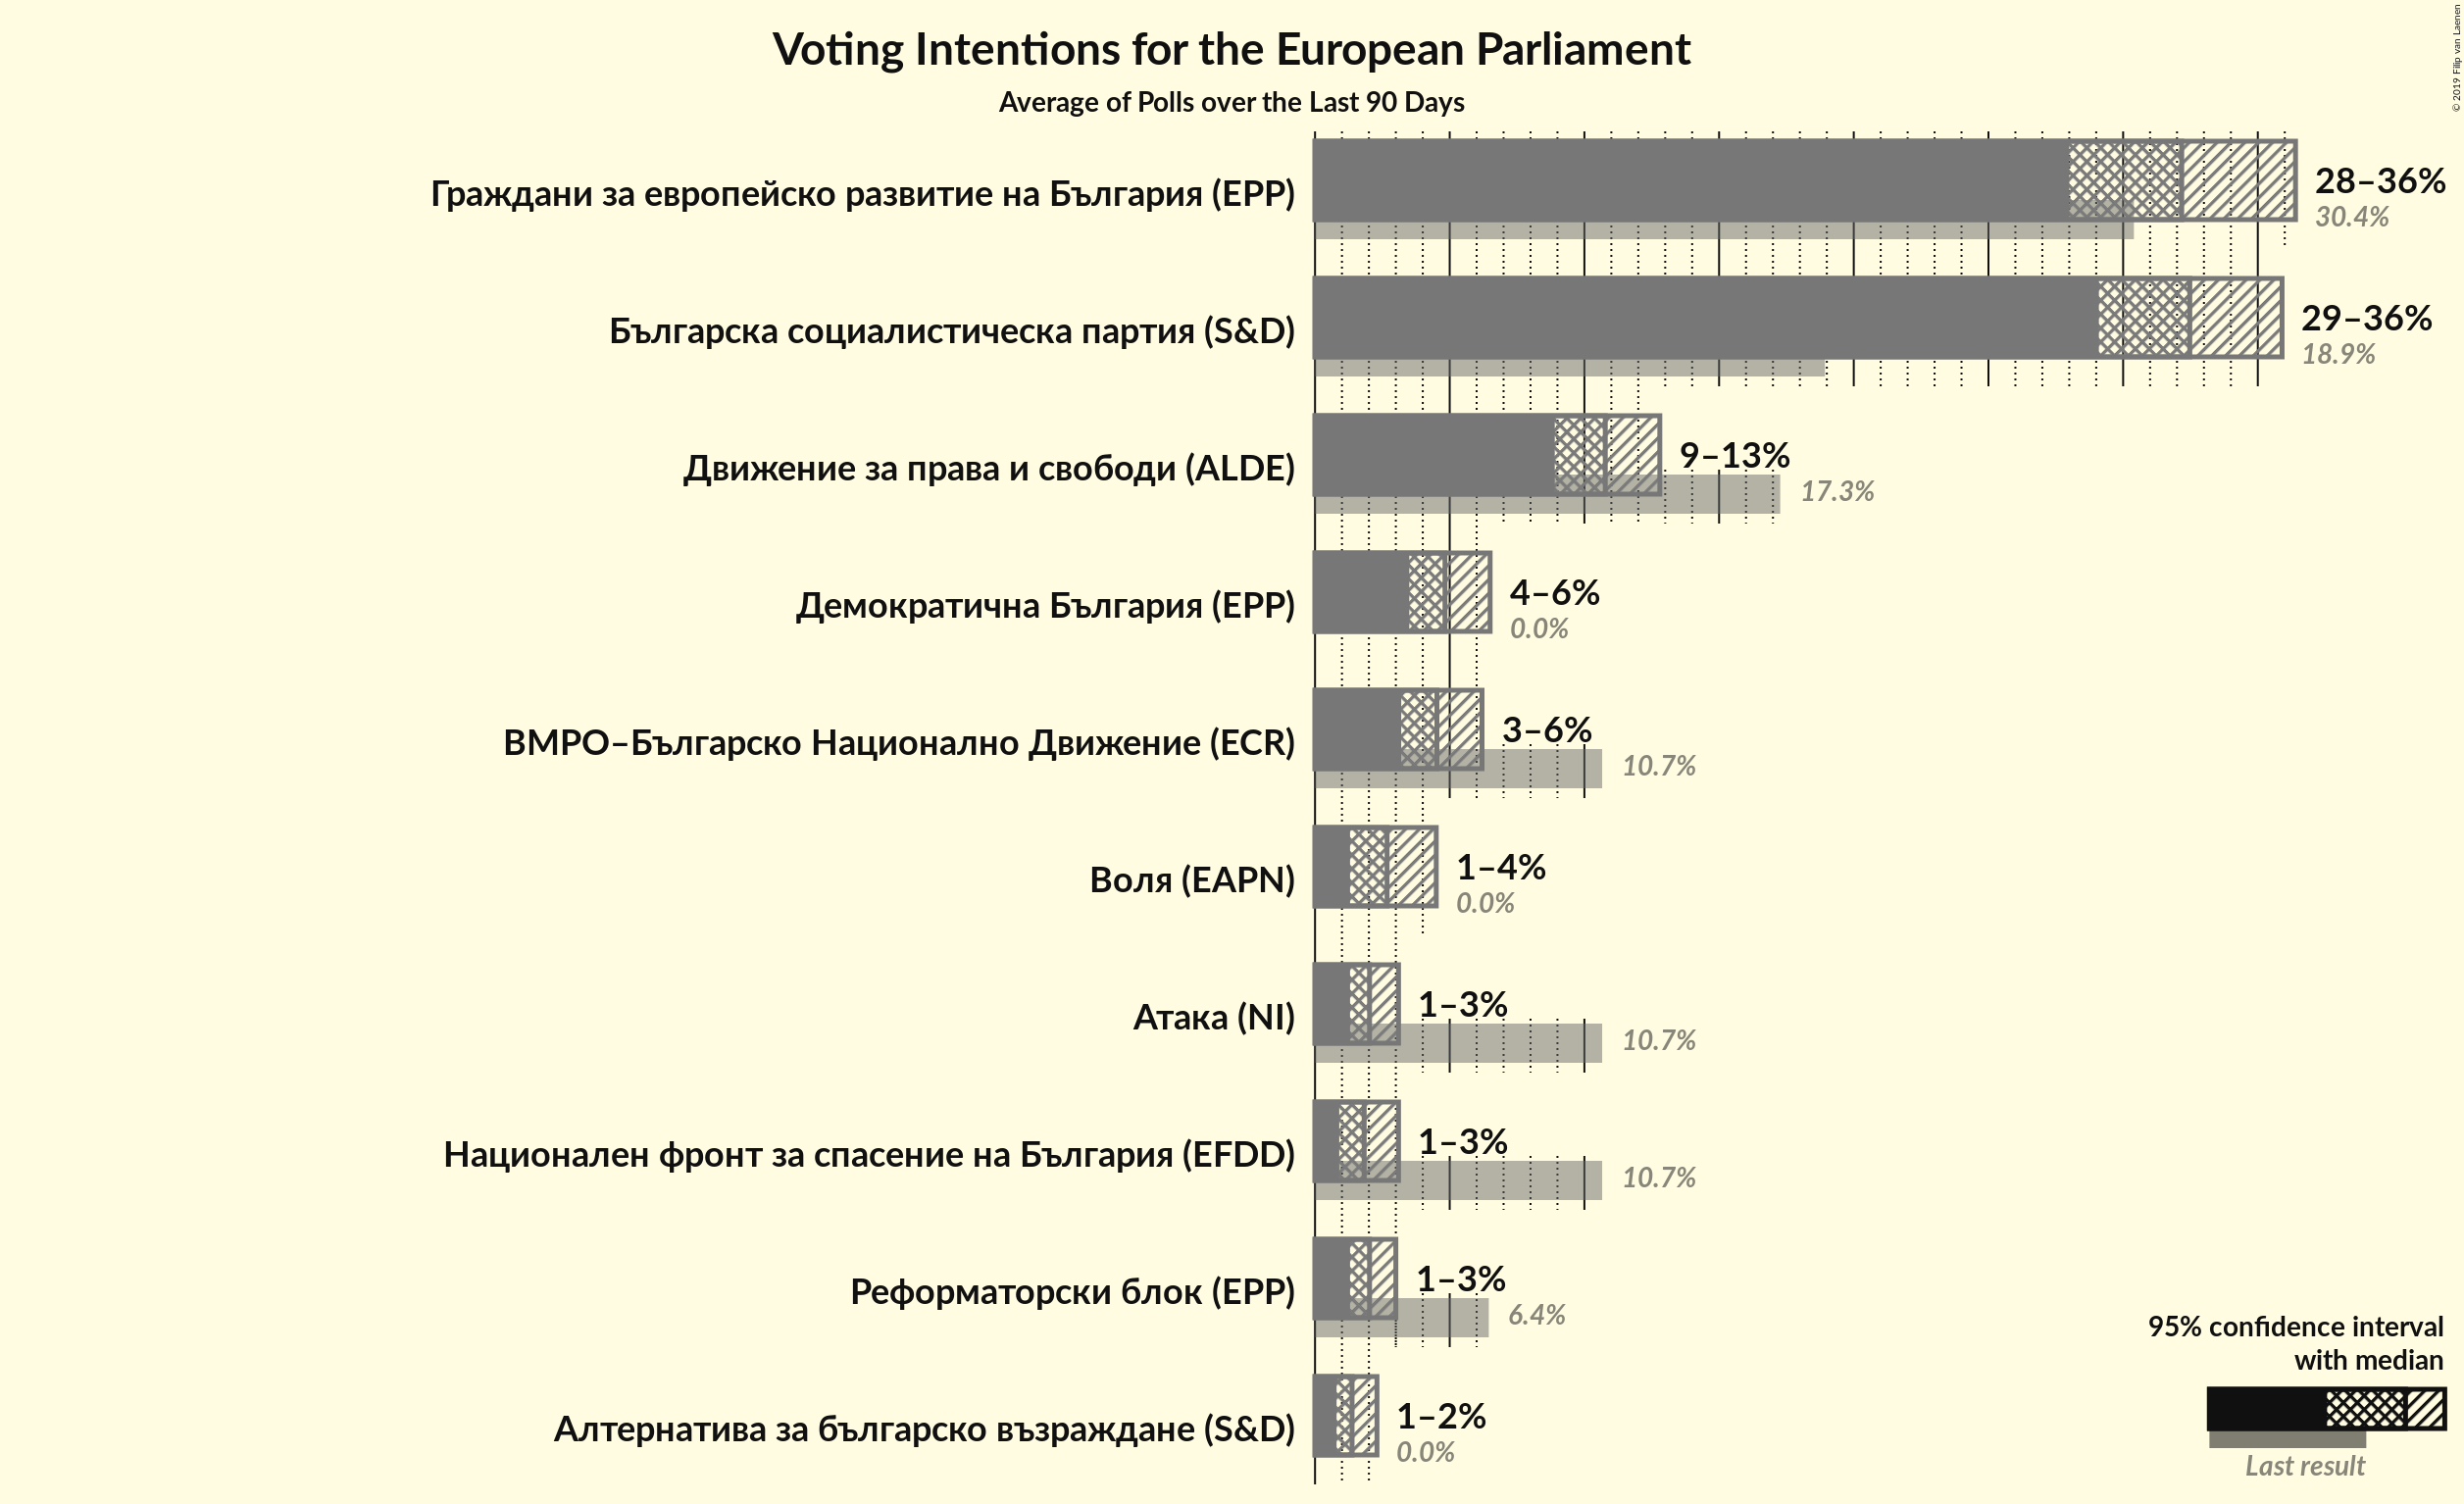 Voting Intentions for the European Parliament
Average of Polls over the Last 90 Days
© 2019 Filip van Laenen
Граждани за европейско развитие на България (EPP)
28–36%
30.4%
Българска социалистическа партия (S&D)
29–36%
18.9%
Движение за права и свободи (ALDE)
9–13%
17.3%
Демократична България (EPP)
4–6%
0.0%
ВМРО–Българско Национално Движение (ECR)
3–6%
10.7%
Воля (EAPN)
1–4%
0.0%
Атака (NI)
1–3%
10.7%
Национален фронт за спасение на България (EFDD)
1–3%
10.7%
Реформаторски блок (EPP)
1–3%
6.4%
Алтернатива за българско възраждане (S&D)
1–2%
0.0%
95% confidence interval
with median
Last result